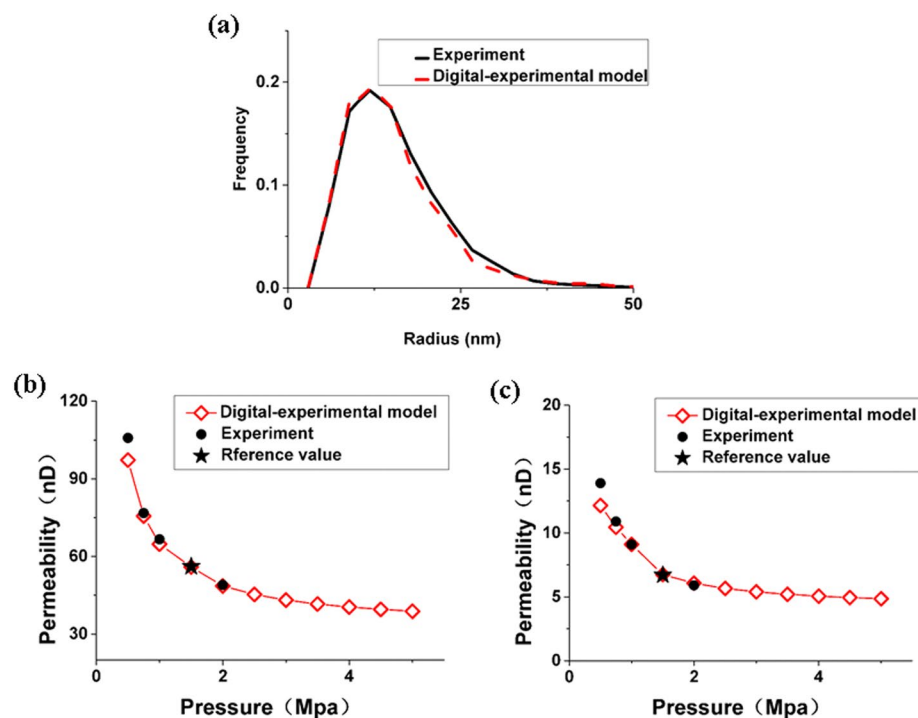 (a)
Experiment
Digital-experimental model
0.2
0.1
0.0
Frequency
0 25 50
Radius (nm)
(b)
Digital-experimental model
Experiment
Rference value
120
90
60
30
Permeability（nD）
0 2 4
Pressure（Mpa）
(c)
Digital-experimental model
Experiment
Reference value
20
15
10
5
0
Permeability（nD）
0 2 4
Pressure（Mpa）